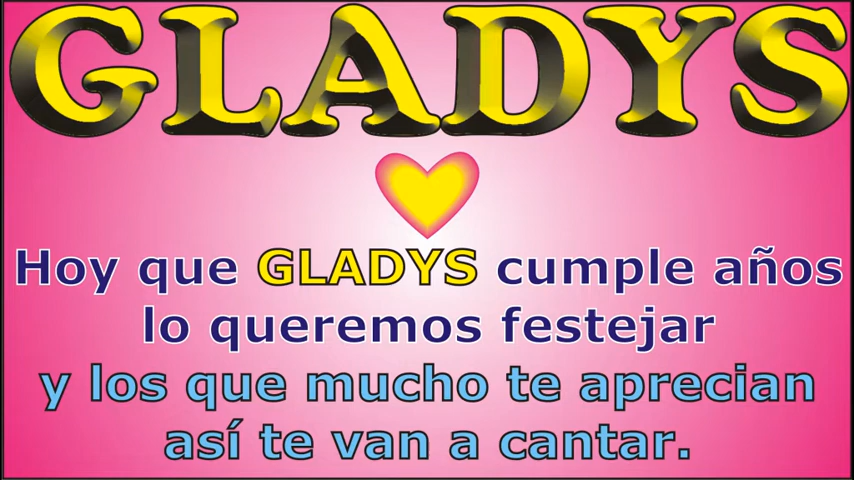 GLADYS
Hoy que GLADYS cumple años
lo queremos festejar
y los que mucho te aprecian
así te van a cantar.